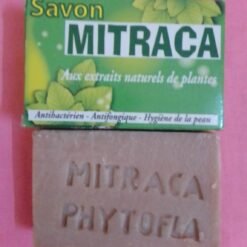 Savon
MITRACA
Aux extraits naturels de plantes
Antibactérien - Antifongique - Hygiène de la peau
MITRACA
PHYTOFLA